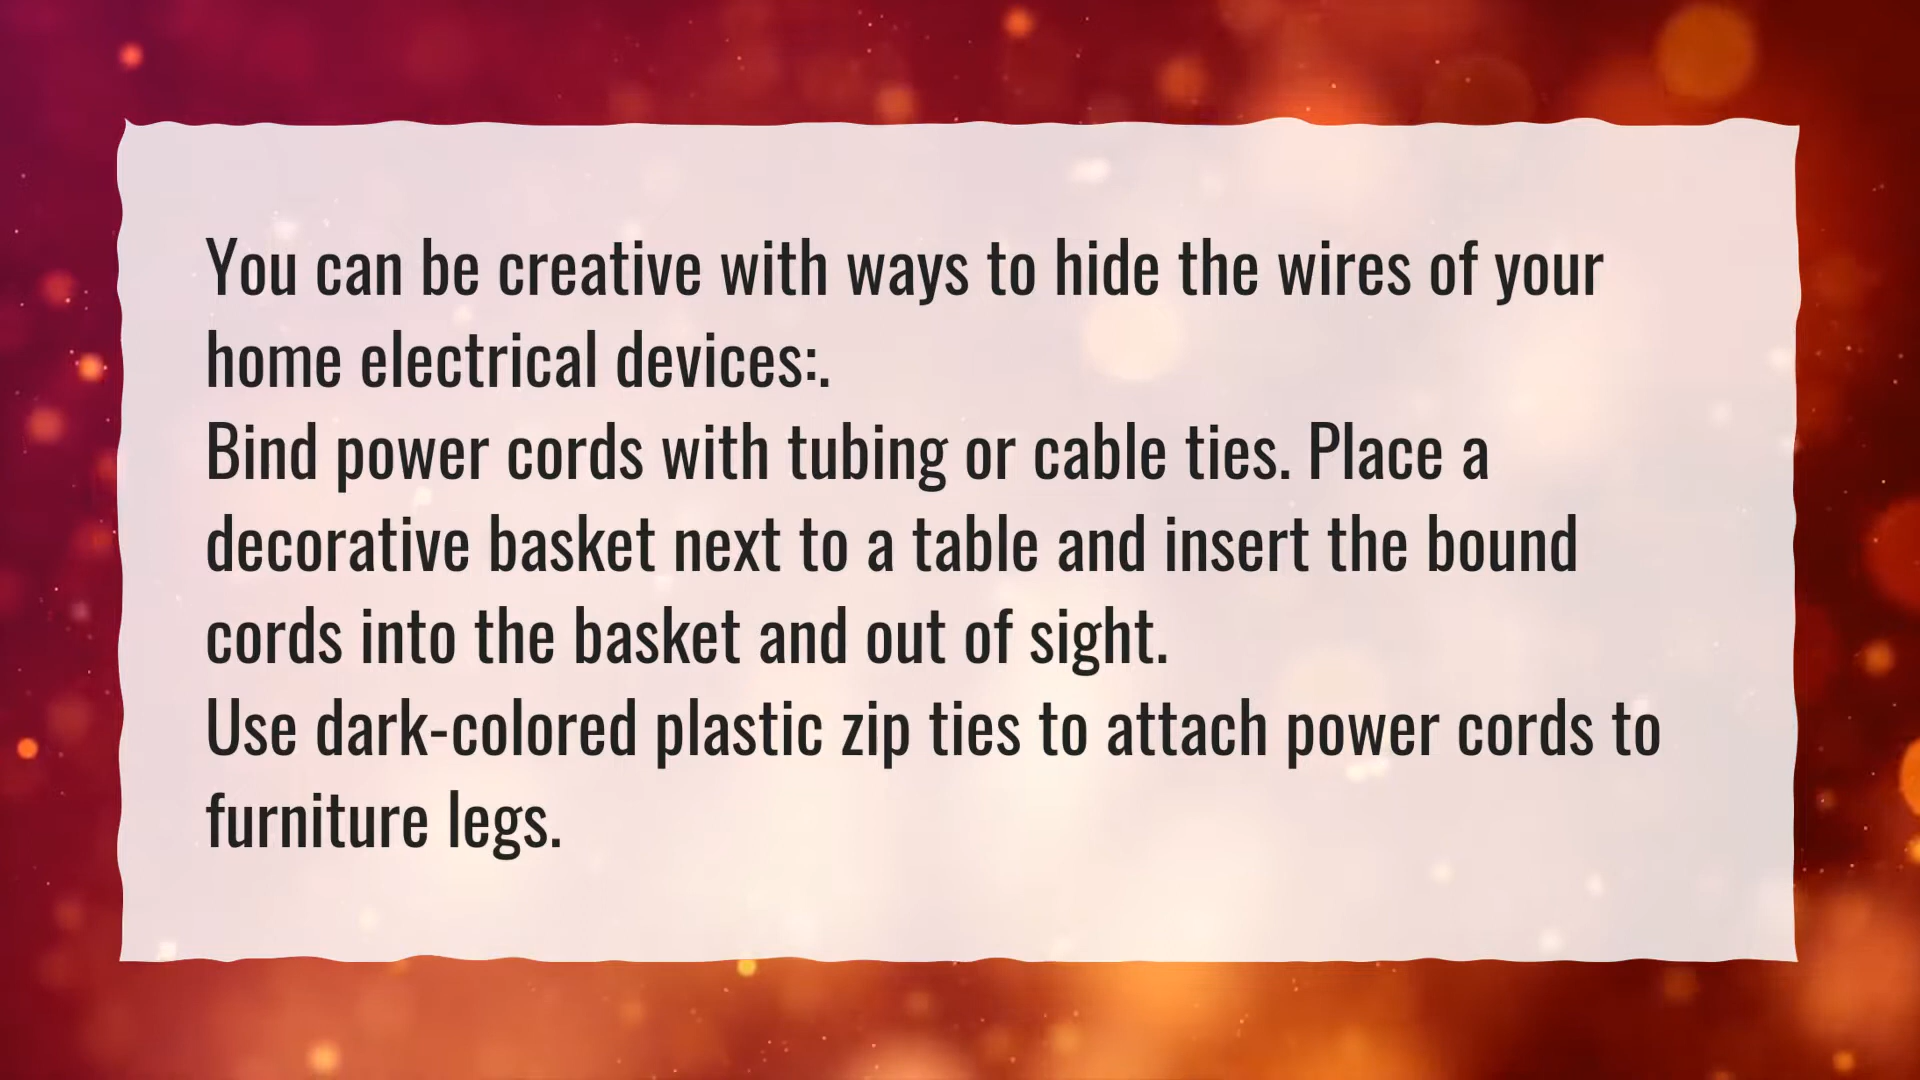 You can be creative with ways to hide the wires of your
home electrical devices:.
Bind power cords with tubing or cable ties. Place a
decorative basket next to a table and insert the bound
cords into the basket and out of sight.
Use dark-colored plastic zip ties to attach power cords to
furniture legs.